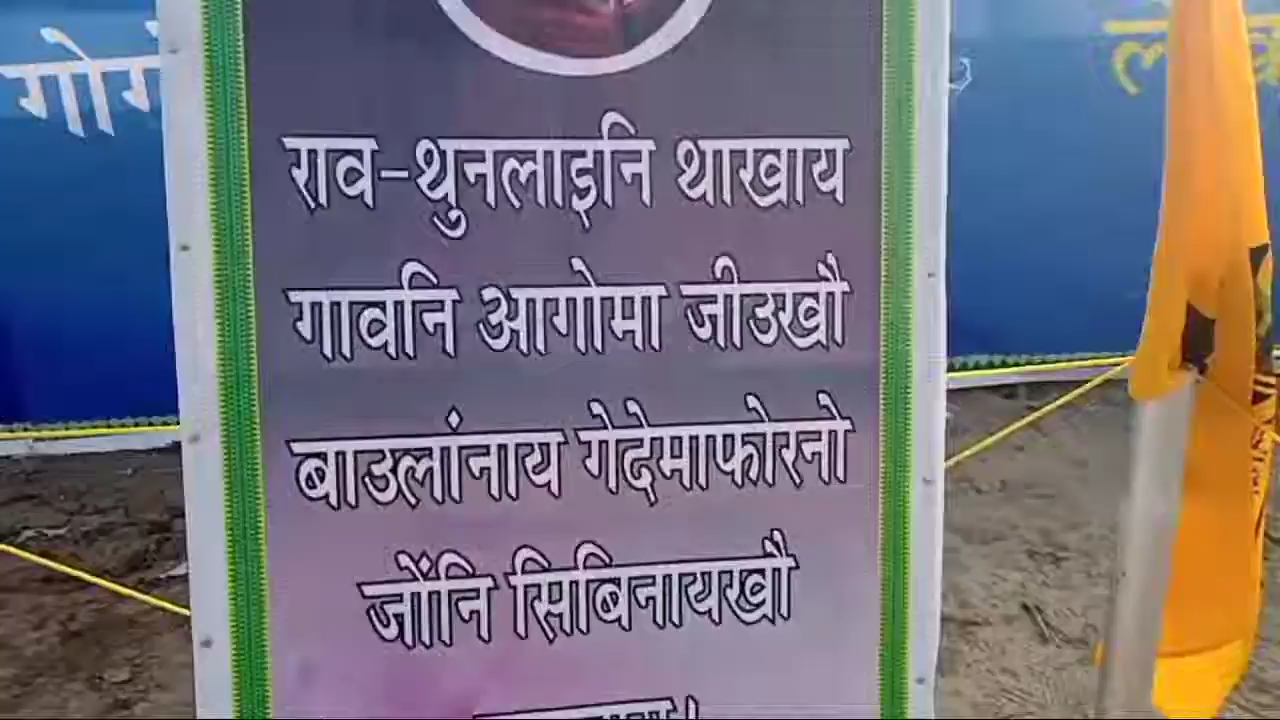 राव-थुनलाइनि थाखाय
गावनि आगोमा जीउखौ
बाउलांनाय गेदेमाफोरनो
जोंनि सिबिनायखौ